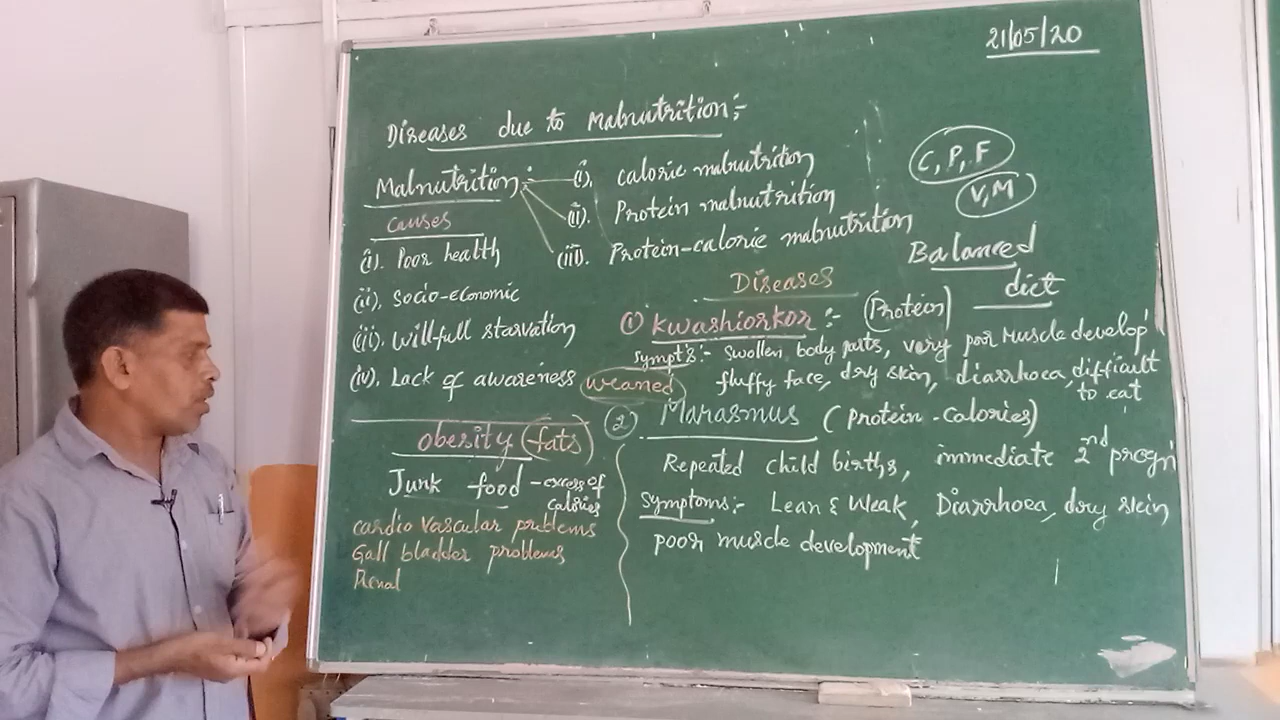 21/05/20
Diseases due to Malnutrition:-
Malnutrition:-
(i). calorie malnutrition
(ii). Protein malnutrition
(iii). Protein-calorie malnutrition
causes
(i). Poor health
(ii). Socio-economic
(iii). Willfull starvation
(iv). Lack of awareness
C, P, F
V, M
Balanced
diet
Diseases
① Kwashiorkor :- (Protein)
Sympt's:- Swollen body parts, very poor Muscle develop
weaned fluffy face, dry skin, diarrhoea, difficult
to eat
② Marasmus (Protein-calories)
Repeated child births, immediate 2nd pregn
Symptoms:- Lean & Weak, Diarrhoea, dry skin
poor muscle development
obesity (fats)
Junk food - excess of
calories
cardio vascular problems
Gall bladder problems
Renal